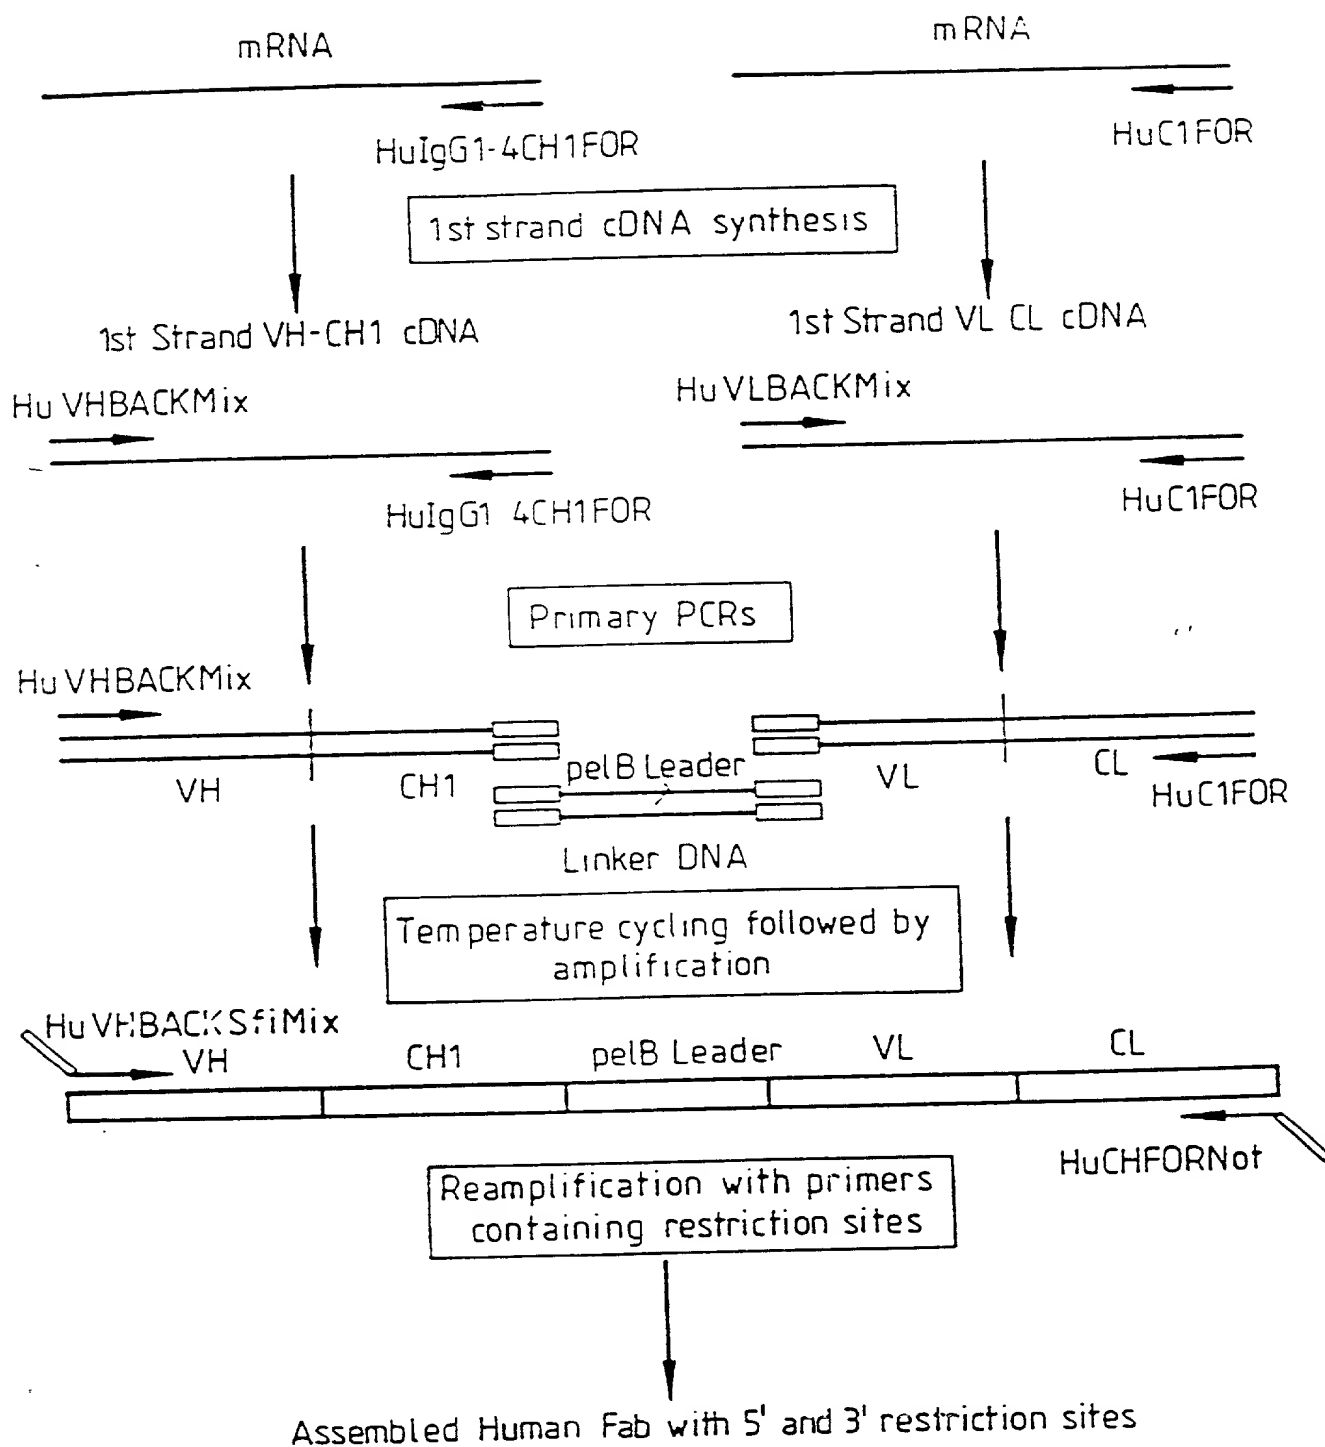 mRNA
mRNA
HuIgG1-4CH1FOR
HuC1FOR
1st strand cDNA synthesis
1st Strand VH-CH1 cDNA
1st Strand VL CL cDNA
Hu VHBACKMix
Hu VLBACKMix
HuIgG1 4CH1FOR
HuC1FOR
Primary PCRs
Hu VHBACKMix
VH
CH1
pelB Leader
VL
CL
HuC1FOR
Linker DNA
Temperature cycling followed by
amplification
Hu VHBACKSfiMix
VH
CH1
pelB Leader
VL
CL
HuCHFORNot
Reamplification with primers
containing restriction sites
Assembled Human Fab with 5' and 3' restriction sites